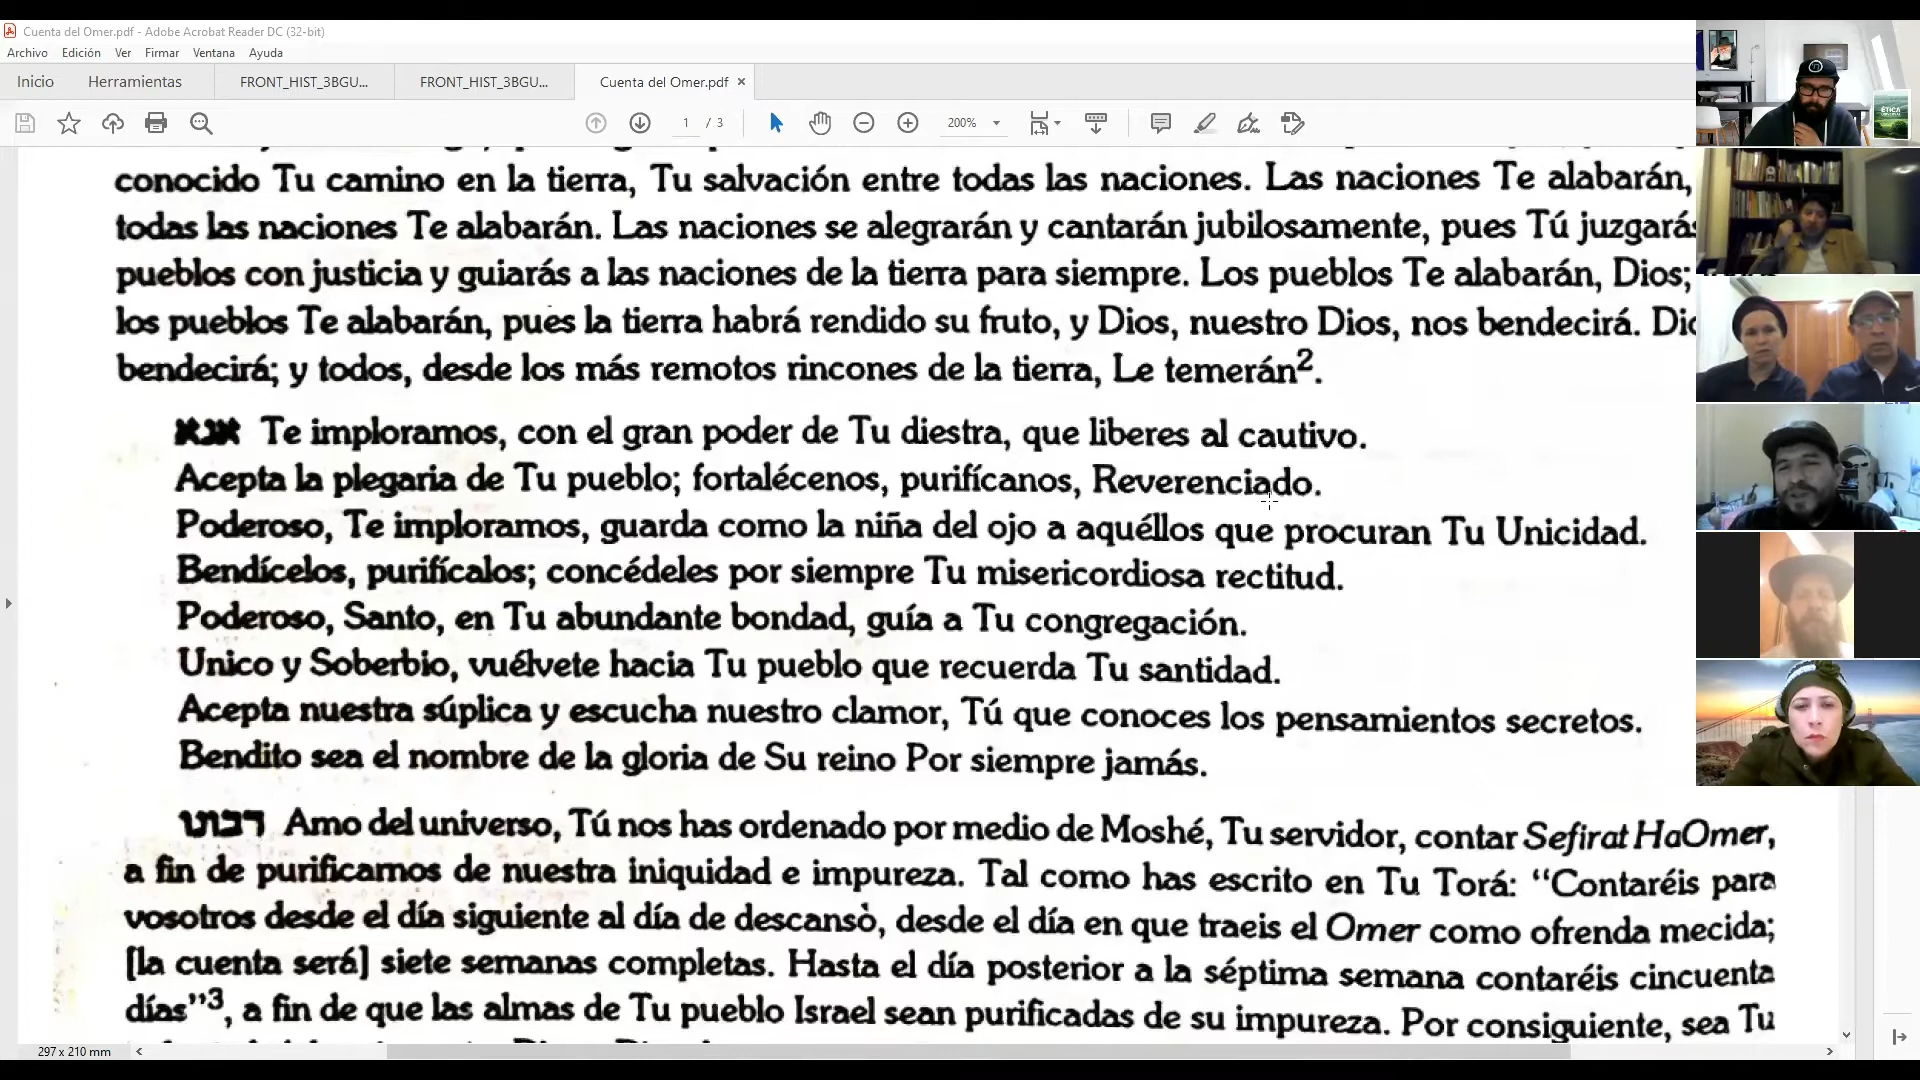 Cuenta del Omer.pdf - Adobe Acrobat Reader DC (32-bit)
Archivo Edición Ver Firmar Ventana Ayuda
Inicio Herramientas FRONT_HIST_3BGU... FRONT_HIST_3BGU... Cuenta del Omer.pdf
1 / 3 200%
conocido Tu camino en la tierra, Tu salvación entre todas las naciones. Las naciones Te alabarán,
todas las naciones Te alabarán. Las naciones se alegrarán y cantarán jubilosamente, pues Tú juzgarás
pueblos con justicia y guiarás a las naciones de la tierra para siempre. Los pueblos Te alabarán, Dios;
los pueblos Te alabarán, pues la tierra habrá rendido su fruto, y Dios, nuestro Dios, nos bendecirá.
bendecirá; y todos, desde los más remotos rincones de la tierra, Le temerán².
אנא Te imploramos, con el gran poder de Tu diestra, que liberes al cautivo.
Acepta la plegaria de Tu pueblo; fortalécenos, purifícanos, Reverenciado.
Poderoso, Te imploramos, guarda como la niña del ojo a aquéllos que procuran Tu Unicidad.
Bendícelos, purifícalos; concédeles por siempre Tu misericordiosa rectitud.
Poderoso, Santo, en Tu abundante bondad, guía a Tu congregación.
Unico y Soberbio, vuélvete hacia Tu pueblo que recuerda Tu santidad.
Acepta nuestra súplica y escucha nuestro clamor, Tú que conoces los pensamientos secretos.
Bendito sea el nombre de la gloria de Su reino Por siempre jamás.
רבונו Amo del universo, Tú nos has ordenado por medio de Moshé, Tu servidor, contar Sefirat HaOmer,
a fin de purificarnos de nuestra iniquidad e impureza. Tal como has escrito en Tu Torá: “Contaréis para
vosotros desde el día siguiente al día de descanso, desde el día en que traeis el Omer como ofrenda mecida;
[la cuenta será] siete semanas completas. Hasta el día posterior a la séptima semana contaréis cincuenta
días”³, a fin de que las almas de Tu pueblo Israel sean purificadas de su impureza. Por consiguiente, sea Tu
297 x 210 mm
ÉTICA